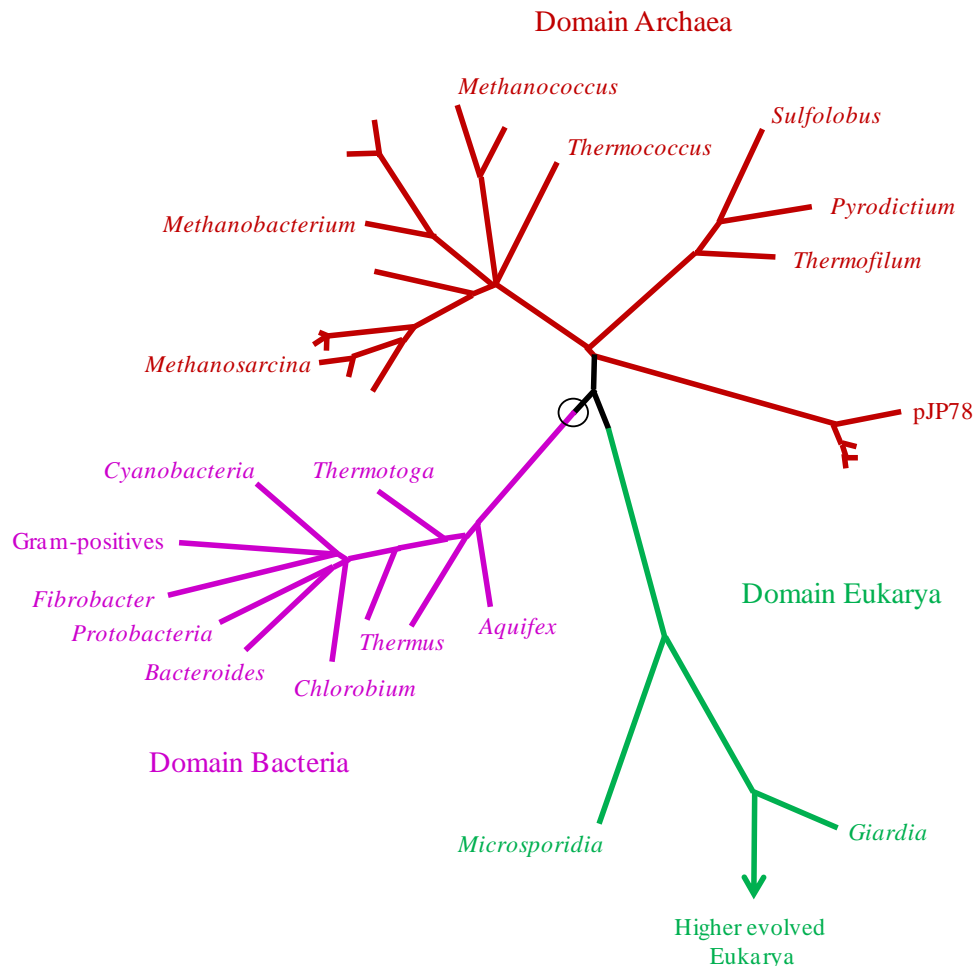 Domain Archaea
Methanococcus
Sulfolobus
Thermococcus
Pyrodictium
Methanobacterium
Thermofilum
Methanosarcina
pJP78
Cyanobacteria
Thermotoga
Gram-positives
Fibrobacter
Domain Eukarya
Protobacteria
Aquifex
Thermus
Bacteroides
Chlorobium
Domain Bacteria
Microsporidia
Giardia
Higher evolved
Eukarya